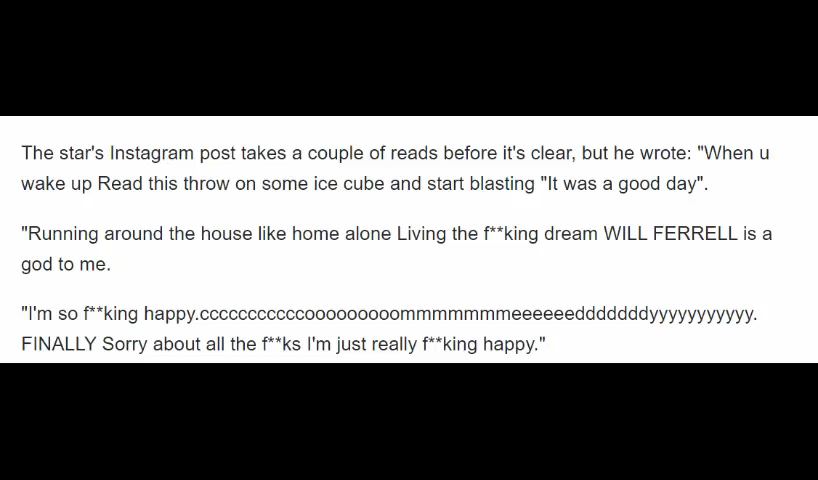 The star's Instagram post takes a couple of reads before it's clear, but he wrote: "When u
wake up Read this throw on some ice cube and start blasting "It was a good day".
"Running around the house like home alone Living the f**king dream WILL FERRELL is a
god to me.
"I'm so f**king happy.cccccccccccooooooooommmmmmmeeeeeedddddddyyyyyyyyyyy.
FINALLY Sorry about all the f**ks I'm just really f**king happy."